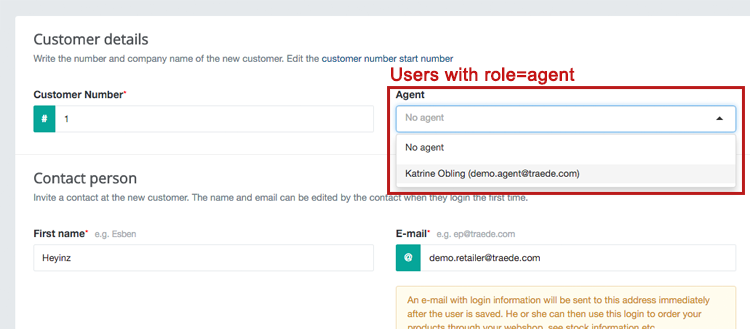 Customer details
Write the number and company name of the new customer. Edit the customer number start number
Users with role=agent
Customer Number*
Agent
# 1
No agent
No agent
Katrine Obling (demo.agent@traede.com)
Contact person
Invite a contact at the new customer. The name and email can be edited by the contact when they login the first time.
First name* e.g. Esben
E-mail* e.g. ep@traede.com
Heyinz
@ demo.retailer@traede.com
An e-mail with login information will be sent to this address immediately
after the user is saved. He or she can then use this login to order your
products through your webshop, see stock information etc.